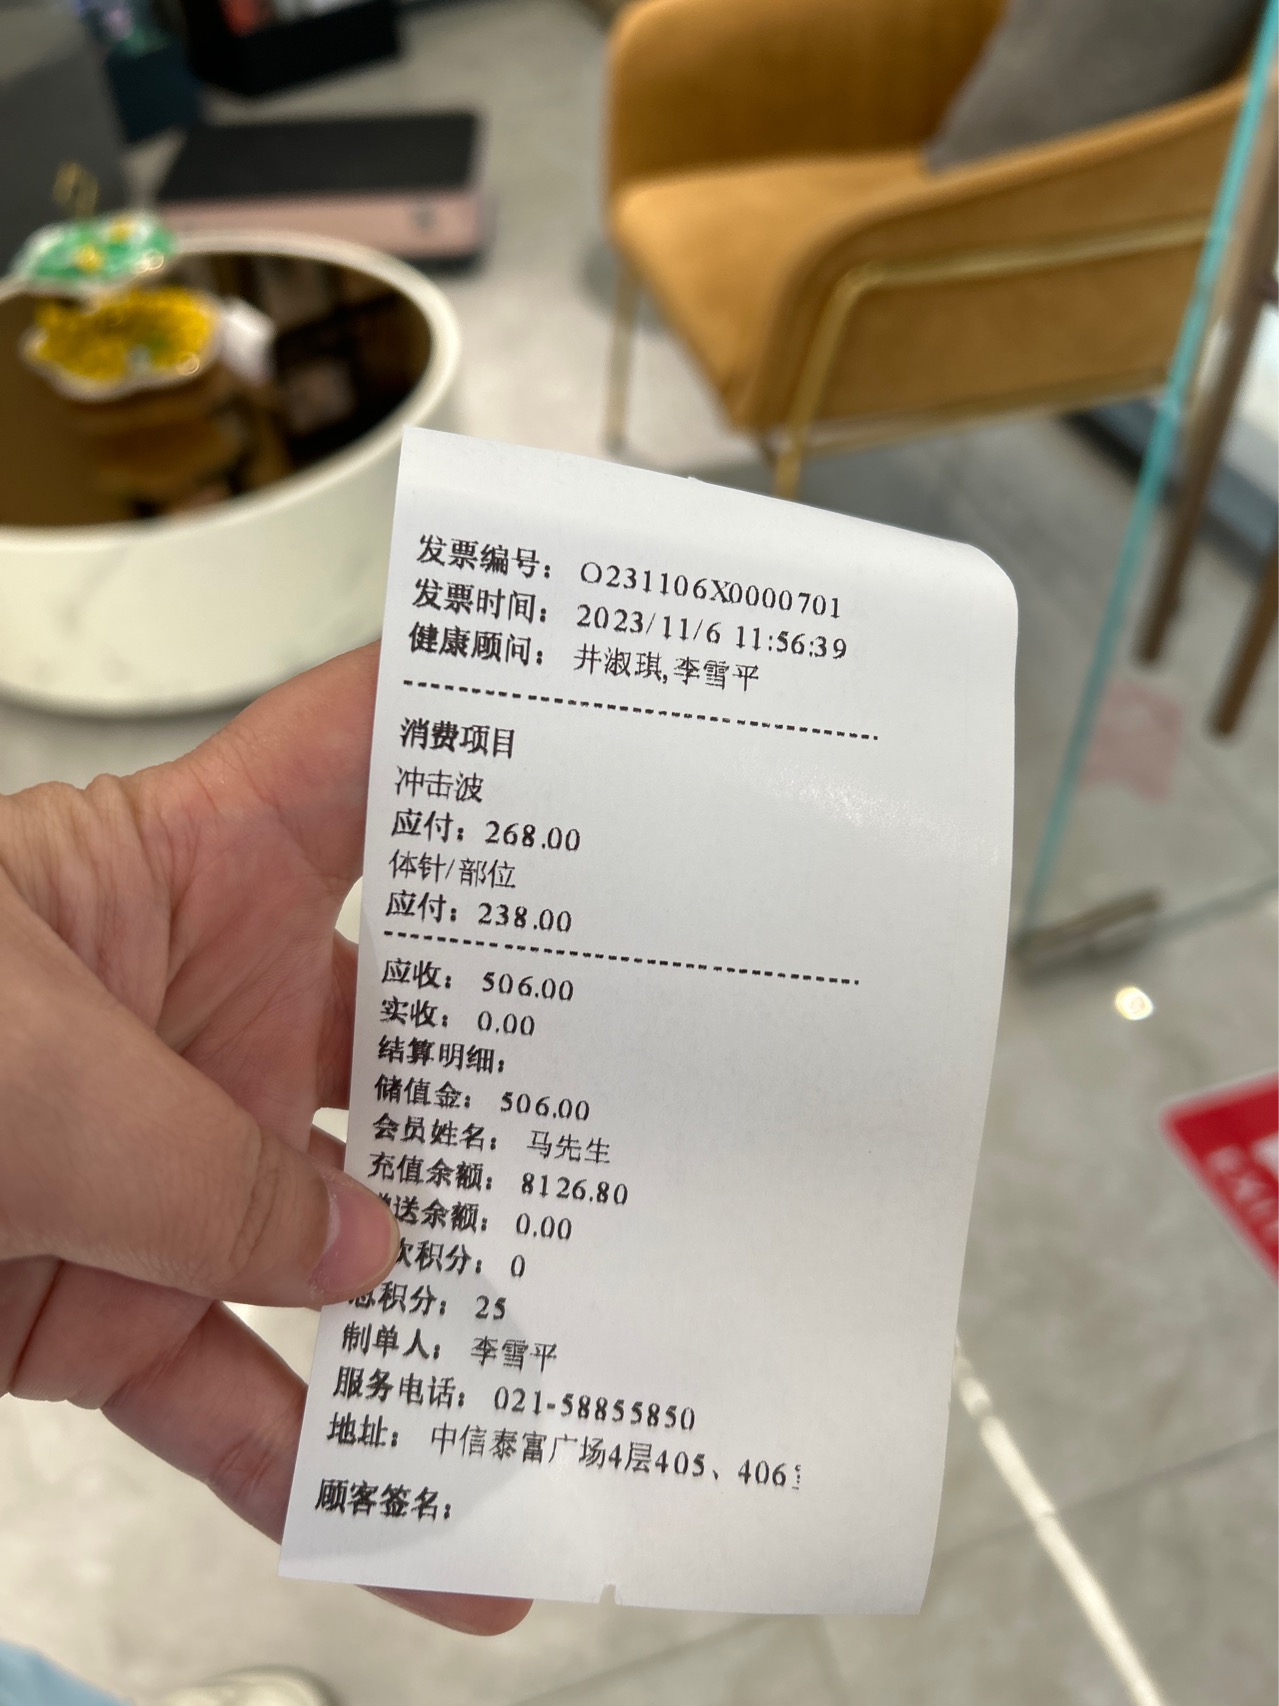 发票编号：O231106X0000701
发票时间：2023/11/6 11:56:39
健康顾问：井淑琪,李雪平
消费项目
冲击波
应付：268.00
体针/部位
应付：238.00
应收：506.00
实收：0.00
结算明细：
储值金：506.00
会员姓名：马先生
充值余额：8126.80
送余额：0.00
次积分：0
总积分：25
制单人：李雪平
服务电话：021-58855850
地址：中信泰富广场4层405、406
顾客签名：